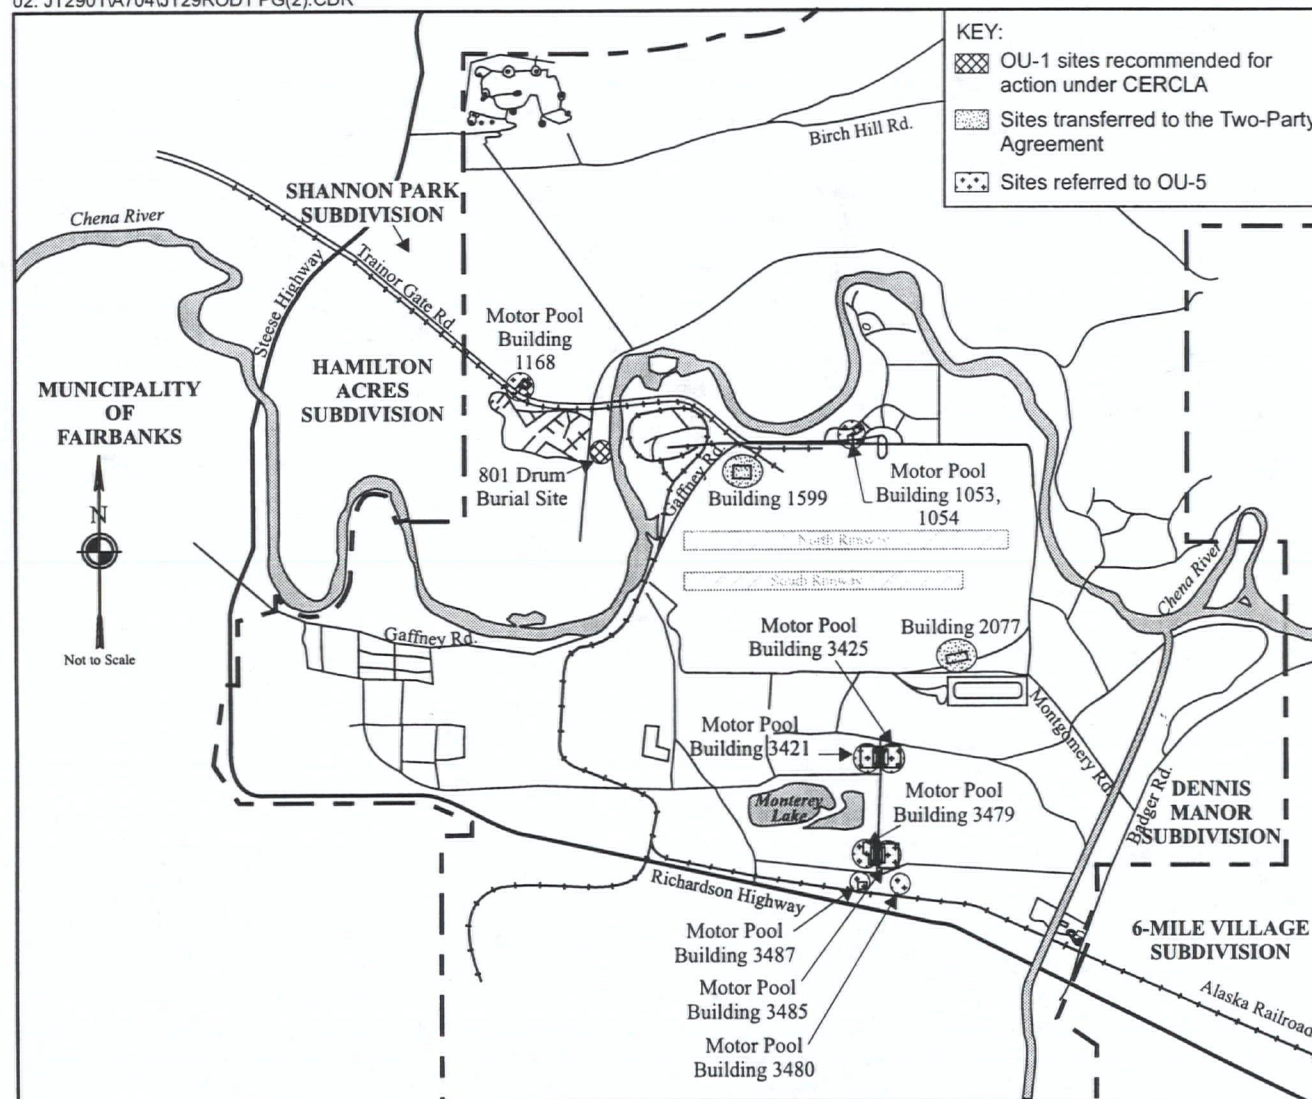 KEY:
OU-1 sites recommended for
action under CERCLA
Sites transferred to the Two-Party
Agreement
Sites referred to OU-5
Birch Hill Rd.
SHANNON PARK
SUBDIVISION
Chena River
Trainor Gate Rd.
Steese Highway
Motor Pool
Building
1168
HAMILTON
ACRES
SUBDIVISION
MUNICIPALITY
OF
FAIRBANKS
801 Drum
Burial Site
Gaffney Rd.
Building 1599
Motor Pool
Building 1053,
1054
N
North Runway
South Runway
Chena River
Not to Scale
Gaffney Rd.
Motor Pool
Building 3425
Building 2077
Motor Pool
Building 3421
Montgomery Rd.
Badger Rd.
Monterey
Lake
Motor Pool
Building 3479
DENNIS
MANOR
SUBDIVISION
Richardson Highway
Motor Pool
Building 3487
6-MILE VILLAGE
SUBDIVISION
Motor Pool
Building 3485
Alaska Railroad
Motor Pool
Building 3480